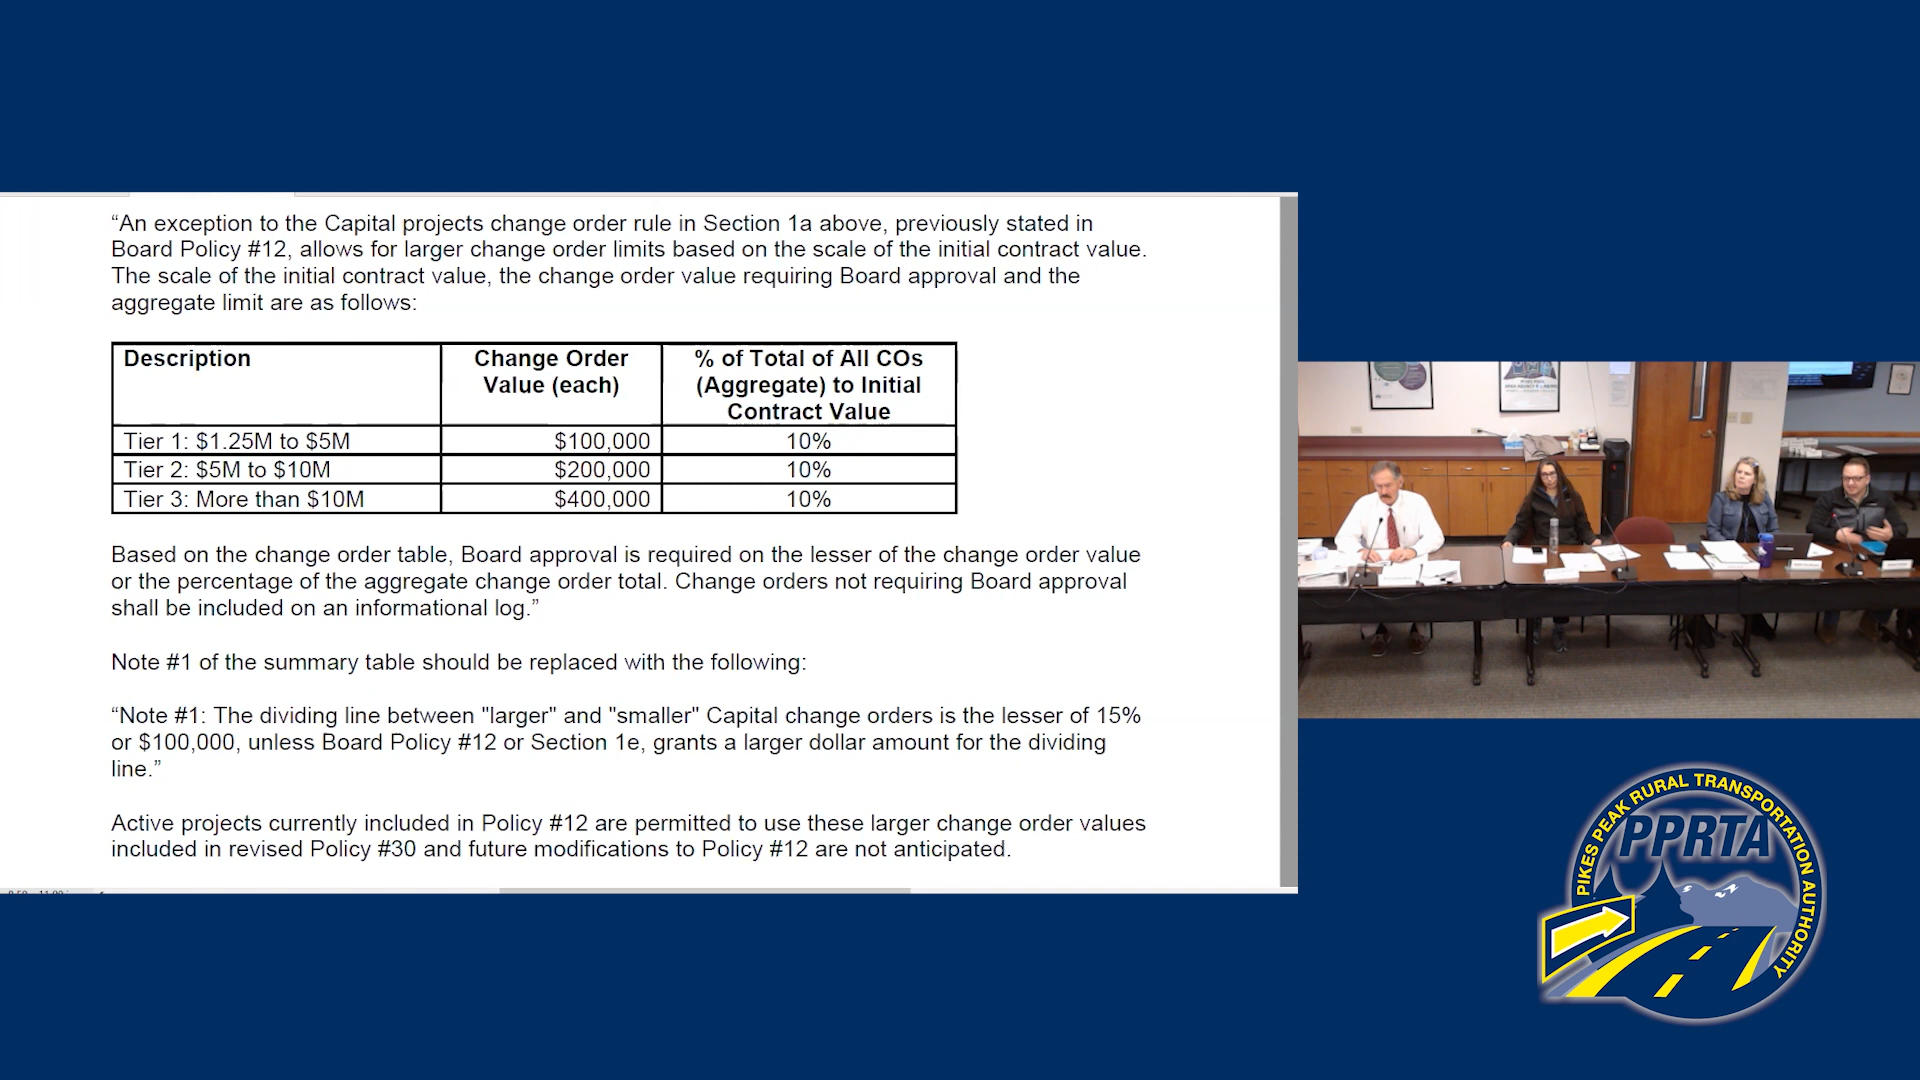 “An exception to the Capital projects change order rule in Section 1a above, previously stated in
Board Policy #12, allows for larger change order limits based on the scale of the initial contract value.
The scale of the initial contract value, the change order value requiring Board approval and the
aggregate limit are as follows:
Description
Change Order
Value (each)
% of Total of All COs
(Aggregate) to Initial
Contract Value
Tier 1: $1.25M to $5M $100,000 10%
Tier 2: $5M to $10M $200,000 10%
Tier 3: More than $10M $400,000 10%
Based on the change order table, Board approval is required on the lesser of the change order value
or the percentage of the aggregate change order total. Change orders not requiring Board approval
shall be included on an informational log.”
Note #1 of the summary table should be replaced with the following:
“Note #1: The dividing line between "larger" and "smaller" Capital change orders is the lesser of 15%
or $100,000, unless Board Policy #12 or Section 1e, grants a larger dollar amount for the dividing
line.”
Active projects currently included in Policy #12 are permitted to use these larger change order values
included in revised Policy #30 and future modifications to Policy #12 are not anticipated.
PIKES PEAK RURAL TRANSPORTATION AUTHORITY
PPRTA